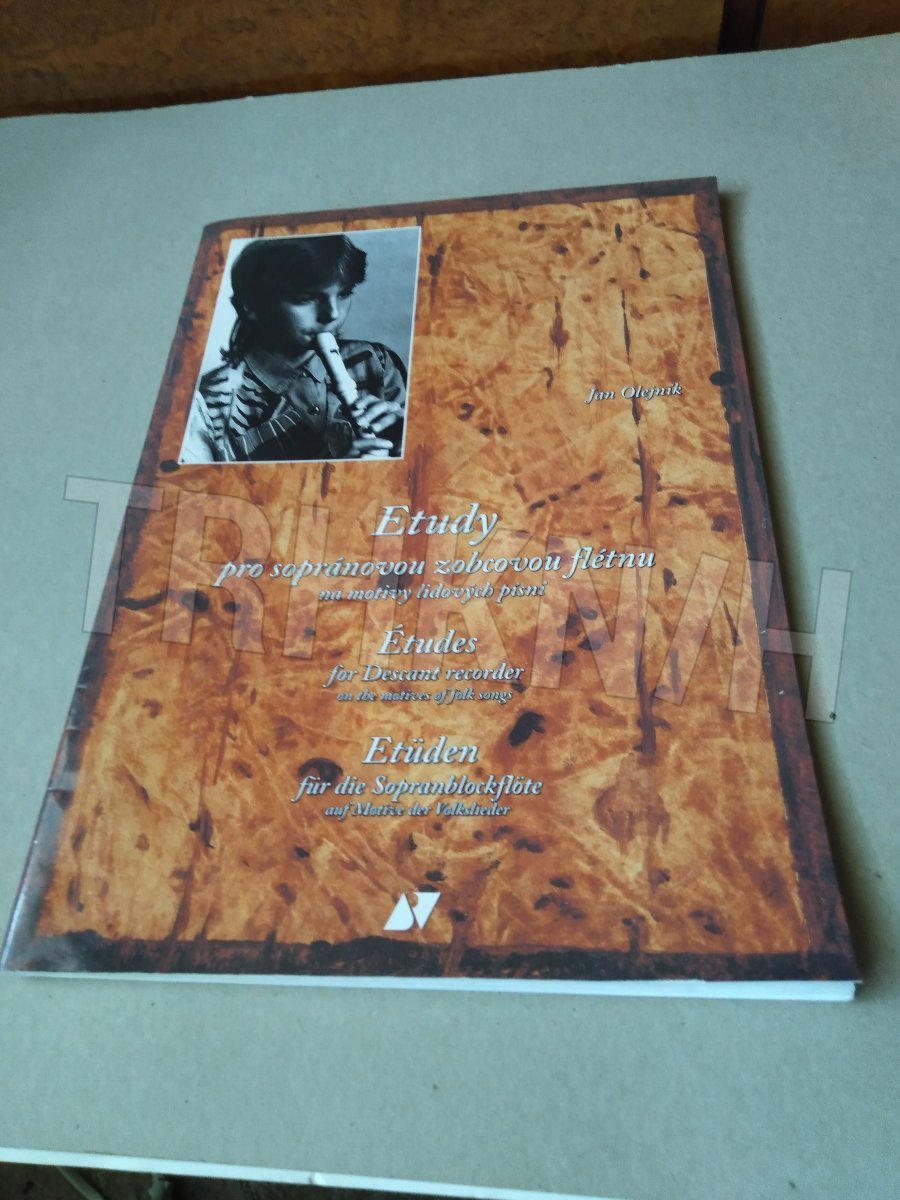 Jan Olejník
Etudy
pro sopránovou zobcovou flétnu
na motivy lidových písní
Études
for Descant recorder
on the motives of folk songs
Etüden
für die Sopranblockflöte
auf Motive der Volkslieder
TRHKNIH